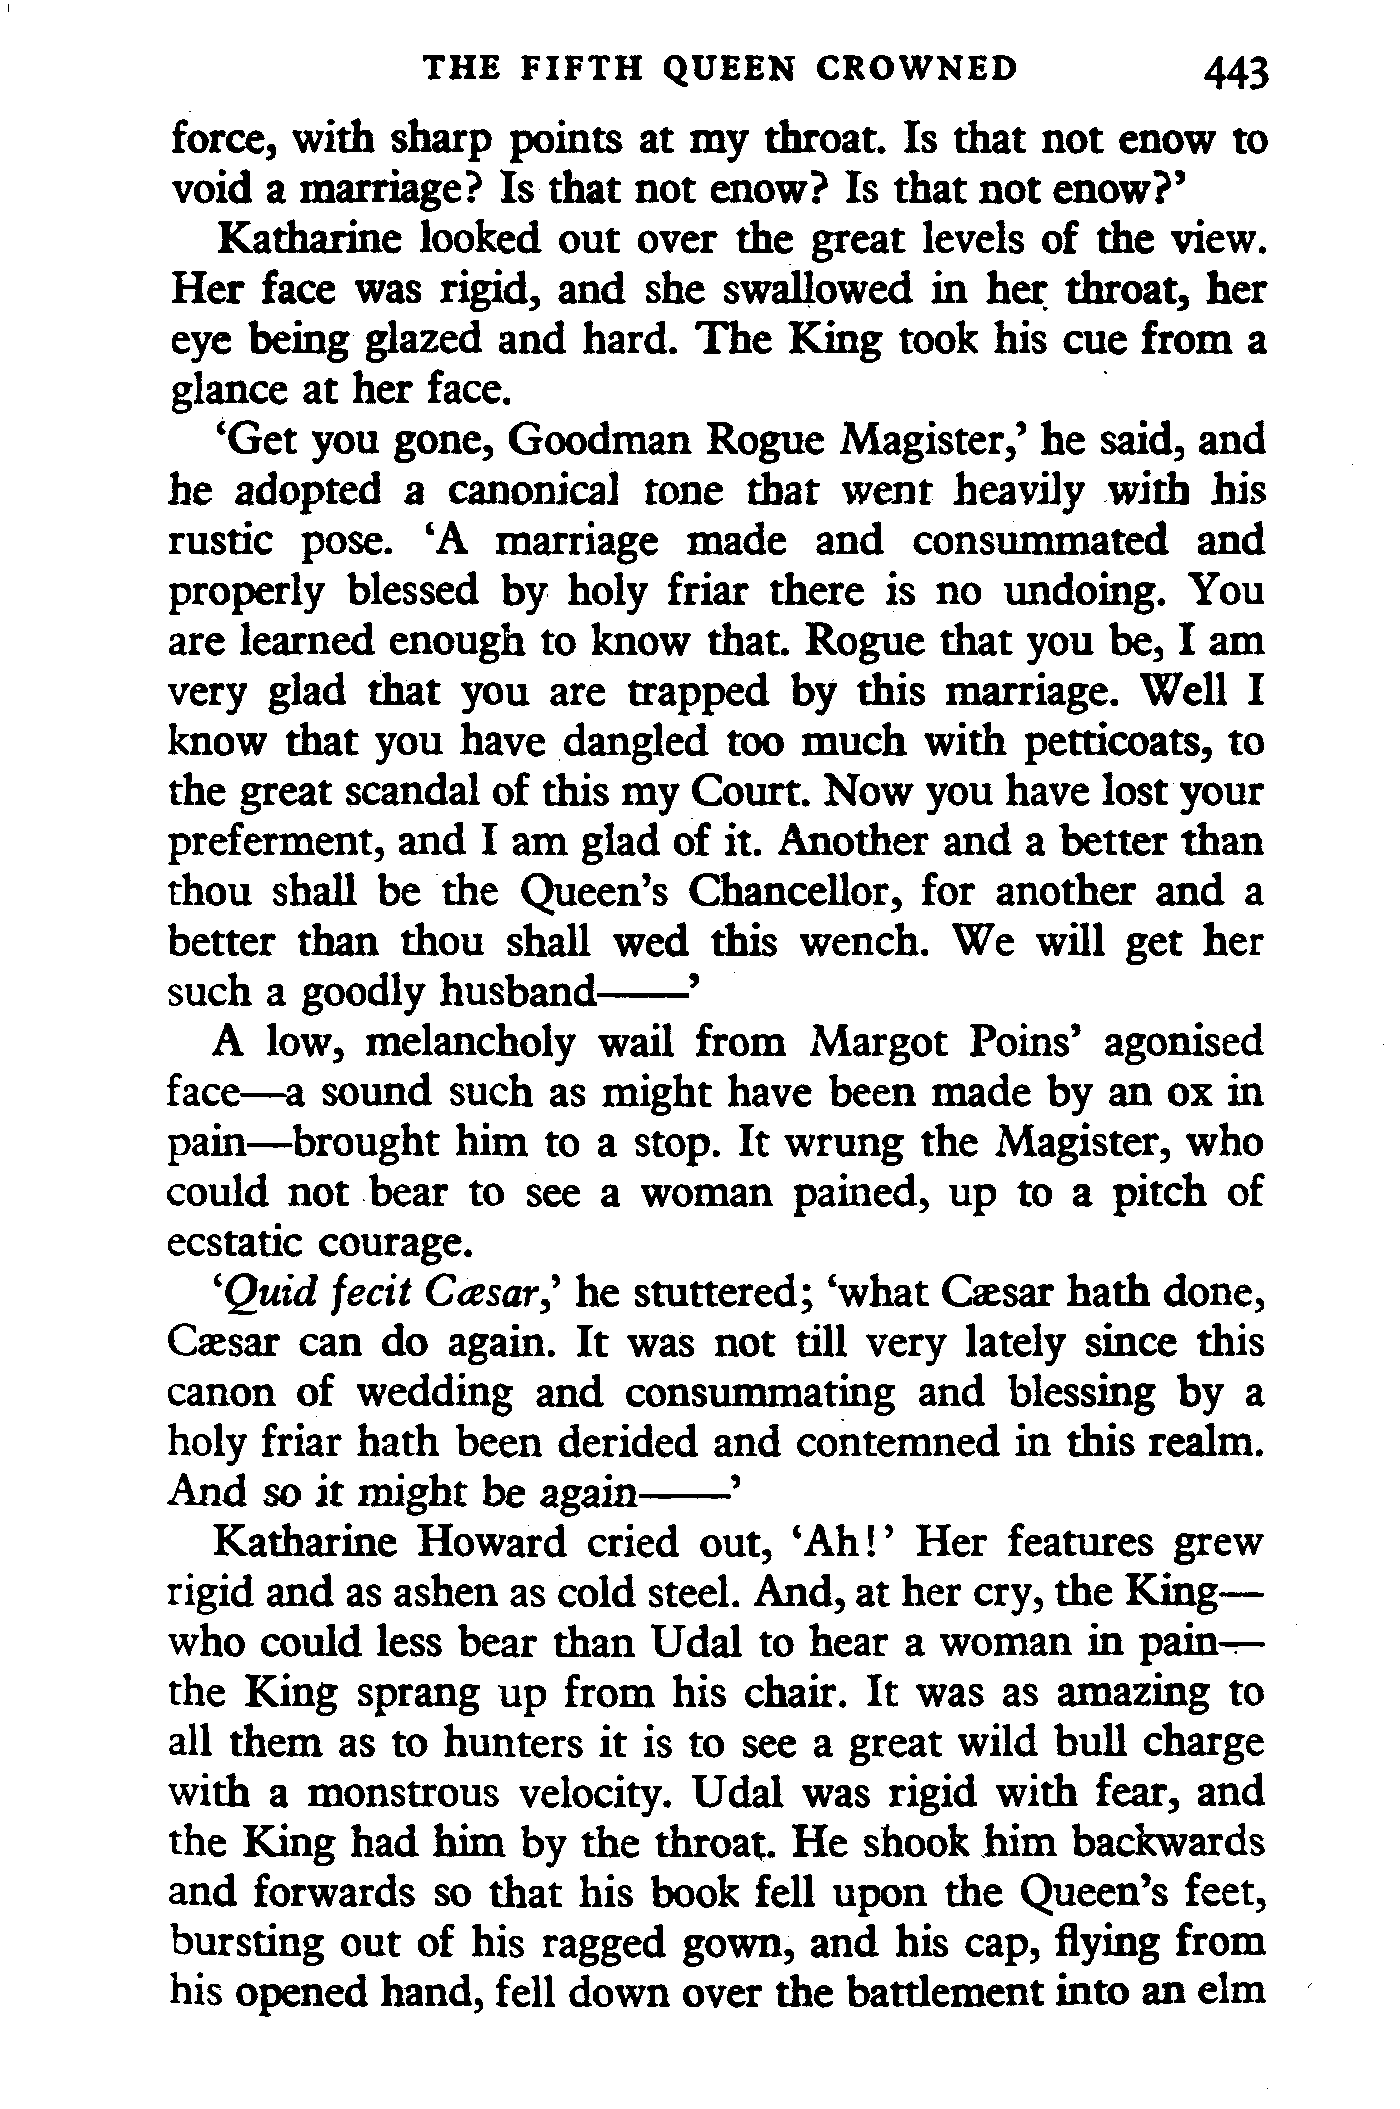 THE FIFTH QUEEN CROWNED 443
force, with sharp points at my throat. Is that not enow to
void a marriage? Is that not enow? Is that not enow?’
Katharine looked out over the great levels of the view.
Her face was rigid, and she swallowed in her throat, her
eye being glazed and hard. The King took his cue from a
glance at her face.
‘Get you gone, Goodman Rogue Magister,’ he said, and
he adopted a canonical tone that went heavily with his
rustic pose. ‘A marriage made and consummated and
properly blessed by holy friar there is no undoing. You
are learned enough to know that. Rogue that you be, I am
very glad that you are trapped by this marriage. Well I
know that you have dangled too much with petticoats, to
the great scandal of this my Court. Now you have lost your
preferment, and I am glad of it. Another and a better than
thou shall be the Queen’s Chancellor, for another and a
better than thou shall wed this wench. We will get her
such a goodly husband——’
A low, melancholy wail from Margot Poins’ agonised
face—a sound such as might have been made by an ox in
pain—brought him to a stop. It wrung the Magister, who
could not bear to see a woman pained, up to a pitch of
ecstatic courage.
‘Quid fecit Cæsar,’ he stuttered; ‘what Cæsar hath done,
Cæsar can do again. It was not till very lately since this
canon of wedding and consummating and blessing by a
holy friar hath been derided and contemned in this realm.
And so it might be again——’
Katharine Howard cried out, ‘Ah!’ Her features grew
rigid and as ashen as cold steel. And, at her cry, the King—
who could less bear than Udal to hear a woman in pain—
the King sprang up from his chair. It was as amazing to
all them as to hunters it is to see a great wild bull charge
with a monstrous velocity. Udal was rigid with fear, and
the King had him by the throat. He shook him backwards
and forwards so that his book fell upon the Queen’s feet,
bursting out of his ragged gown, and his cap, flying from
his opened hand, fell down over the battlement into an elm